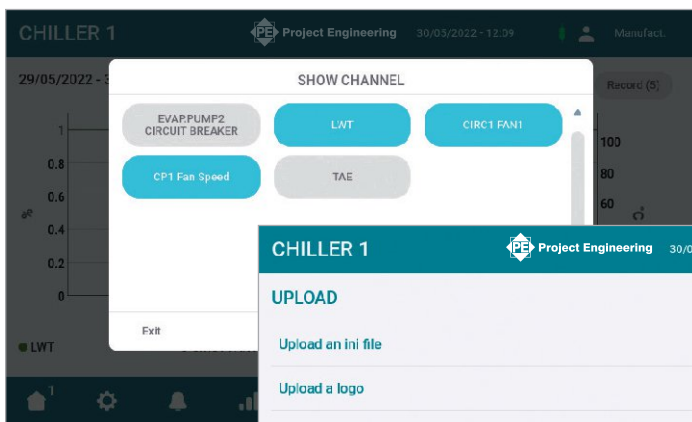 CHILLER 1
PE Project Engineering
30/05/2022 - 12:09
Manufact.
29/05/2022 - 3
Record (5)
SHOW CHANNEL
EVAP.PUMP2
CIRCUIT BREAKER
LWT
CIRC1 FAN1
CP1 Fan Speed
TAE
1
0.8
0.6
0.4
0.2
0
%
100
80
60
°C
Exit
LWT
1
CHILLER 1
PE Project Engineering
30/0
UPLOAD
Upload an ini file
Upload a logo